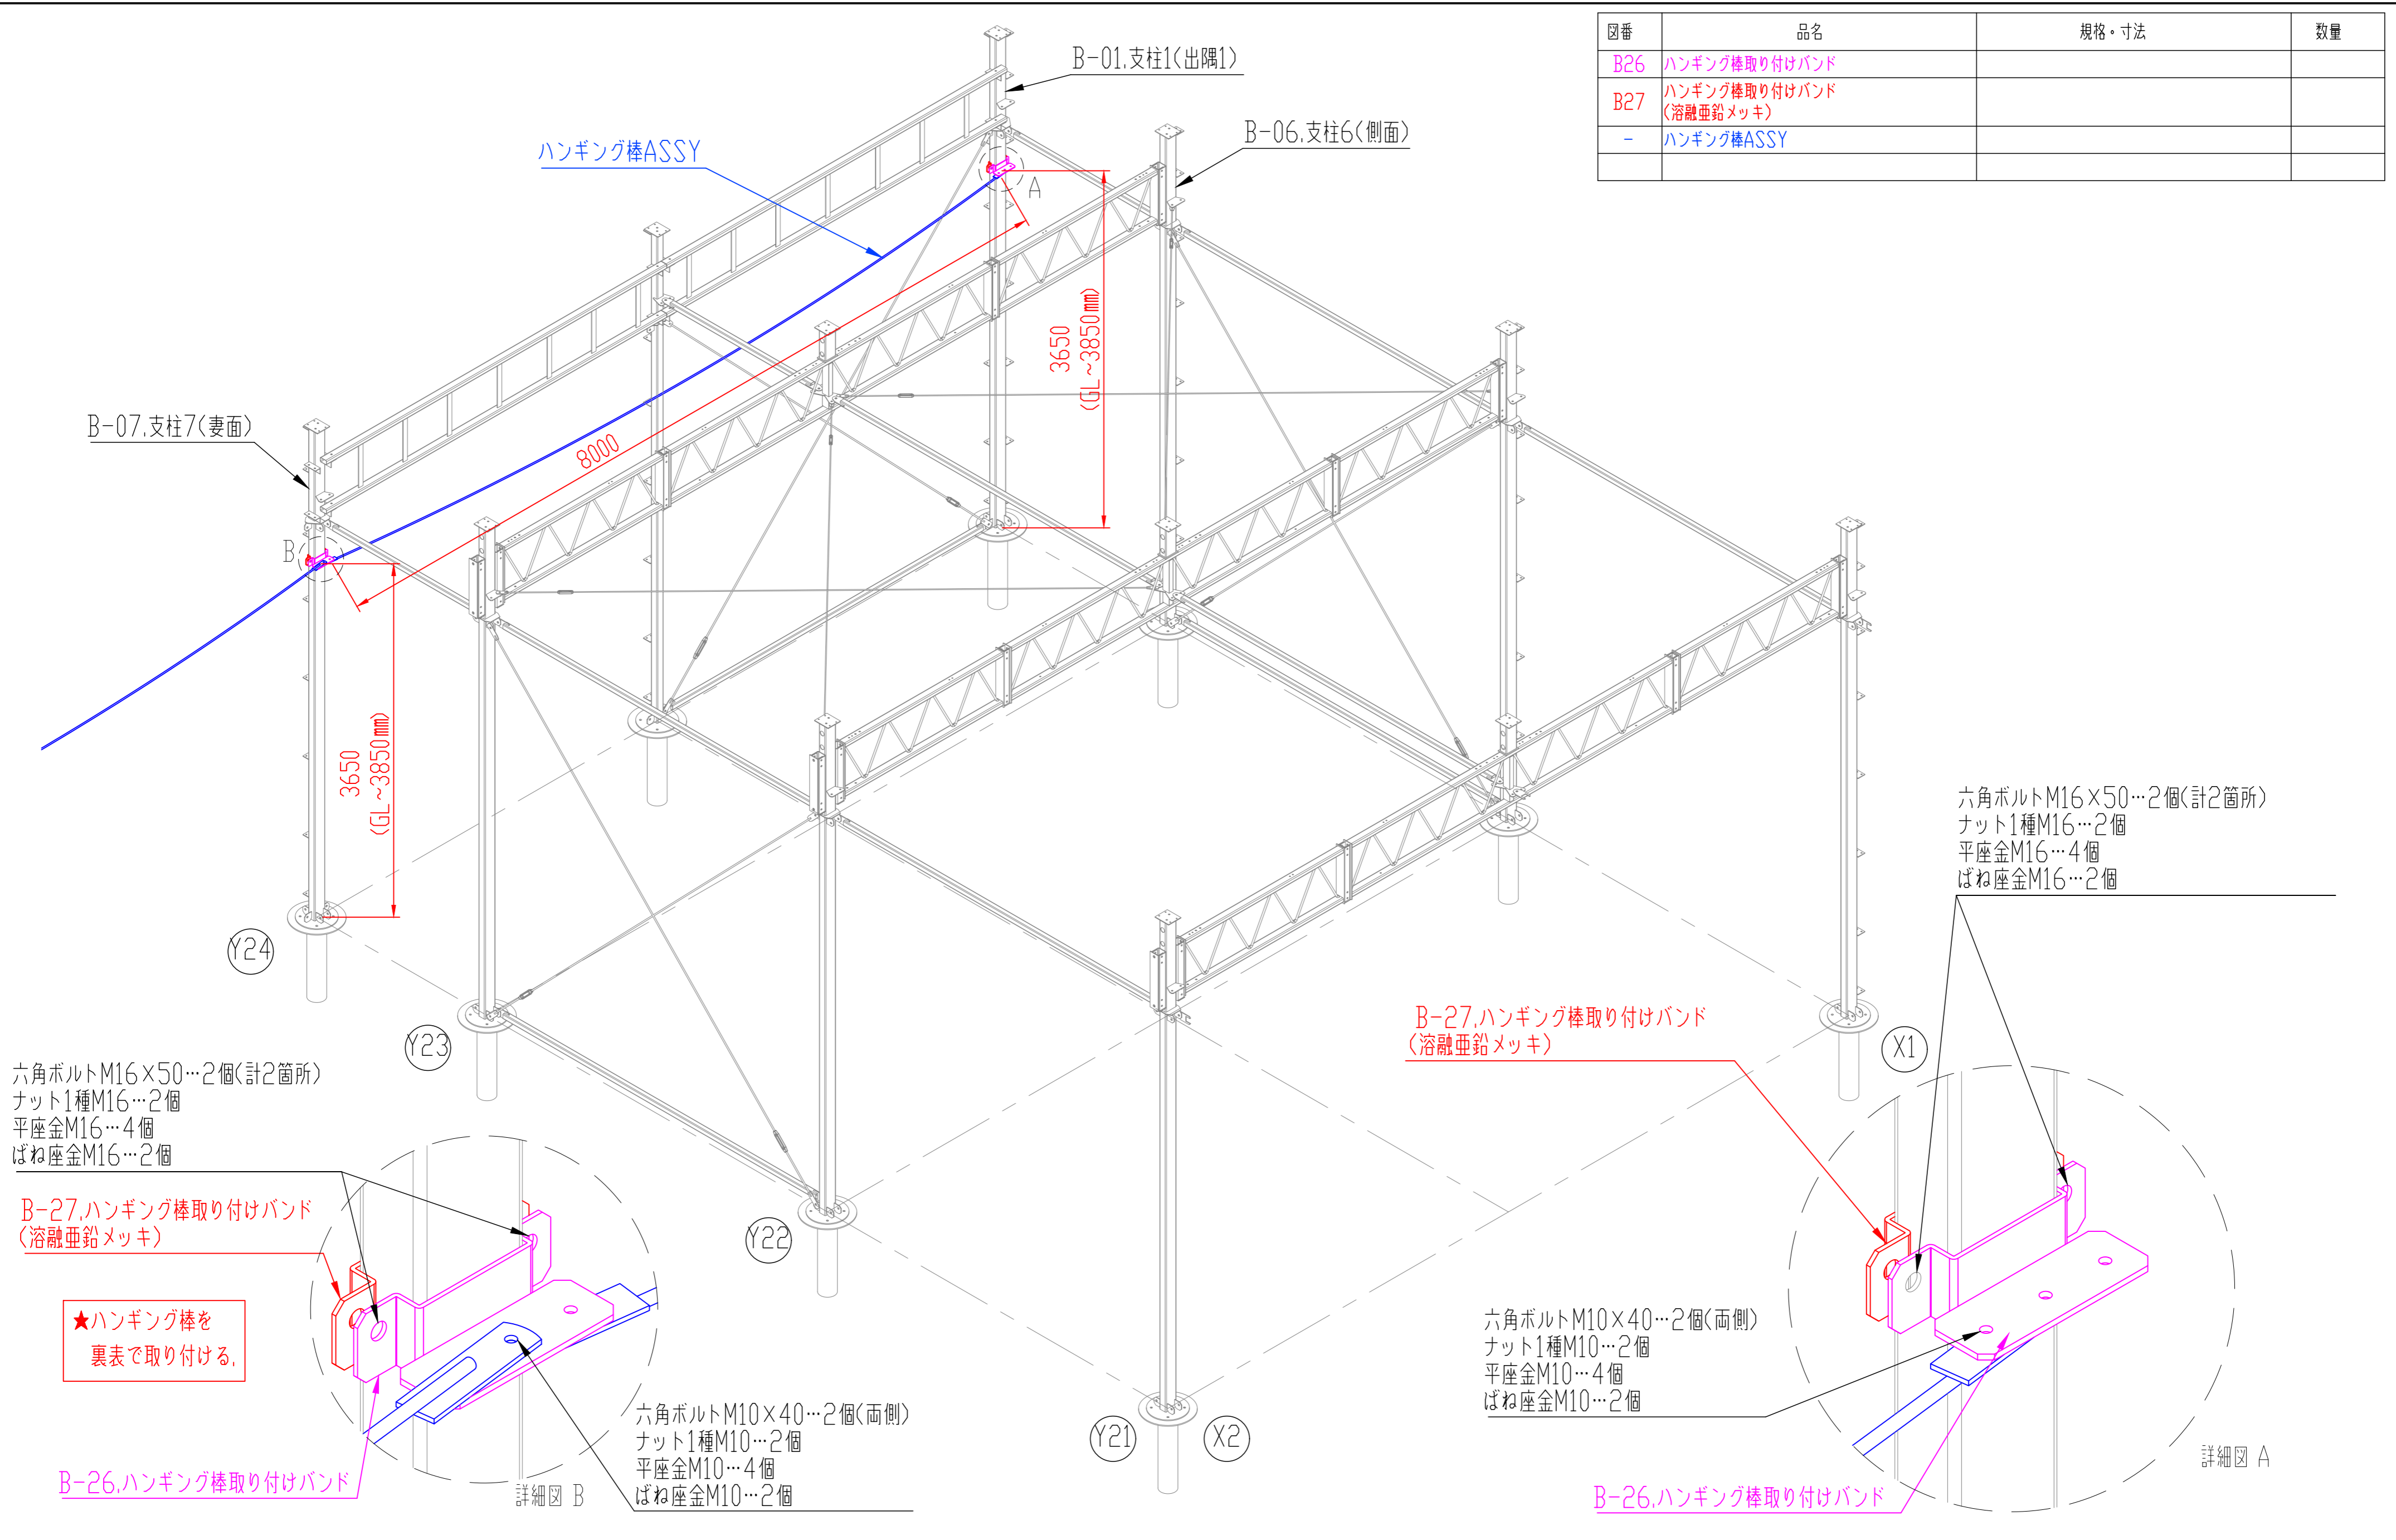 図番 品名 規格・寸法 数量
B26 ハンギング棒取り付けバンド
B27 ハンギング棒取り付けバンド
(溶融亜鉛メッキ)
- ハンギング棒ASSY
B-01.支柱1(出隅1)
B-06.支柱6(側面)
ハンギング棒ASSY
A
3650
(GL~3850mm)
8000
B-07.支柱7(妻面)
B
3650
(GL~3850mm)
Y24
Y23
Y22
Y21
X2
X1
六角ボルトM16×50…2個(計2箇所)
ナット1種M16…2個
平座金M16…4個
ばね座金M16…2個
B-27.ハンギング棒取り付けバンド
(溶融亜鉛メッキ)
六角ボルトM10×40…2個(両側)
ナット1種M10…2個
平座金M10…4個
ばね座金M10…2個
B-26.ハンギング棒取り付けバンド
詳細図 A
六角ボルトM16×50…2個(計2箇所)
ナット1種M16…2個
平座金M16…4個
ばね座金M16…2個
B-27.ハンギング棒取り付けバンド
(溶融亜鉛メッキ)
★ハンギング棒を
裏表で取り付ける.
B-26.ハンギング棒取り付けバンド
詳細図 B
六角ボルトM10×40…2個(両側)
ナット1種M10…2個
平座金M10…4個
ばね座金M10…2個